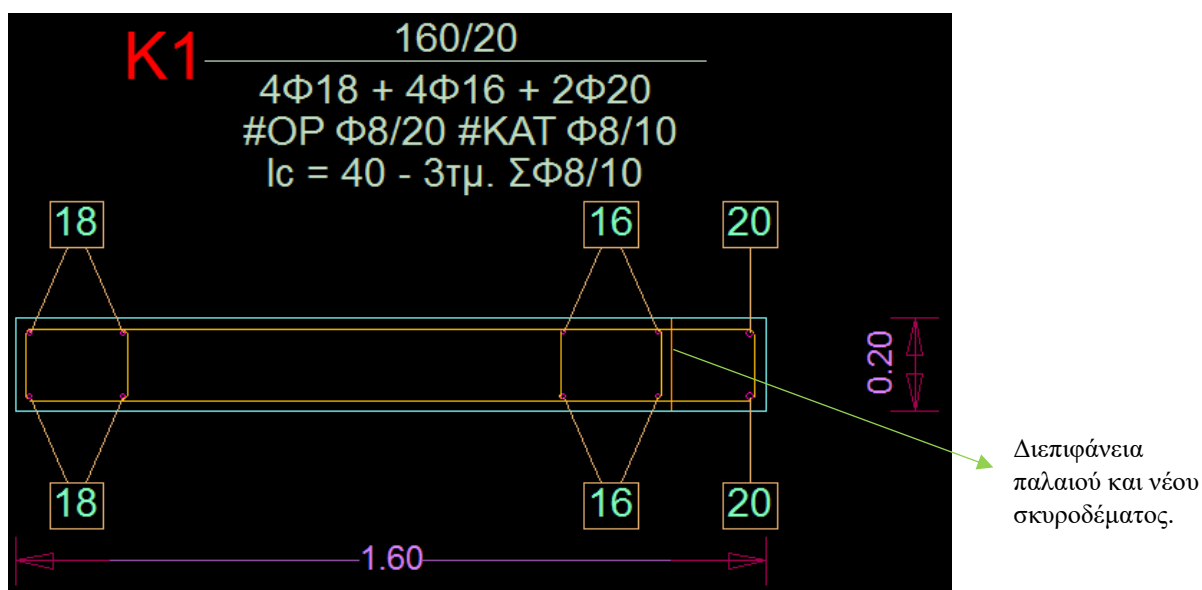 K1
160/20
4Φ18 + 4Φ16 + 2Φ20
#ΟΡ Φ8/20 #ΚΑΤ Φ8/10
lc = 40 - 3τμ. ΣΦ8/10
18 16 20
0.20
18 16 20
1.60
Διεπιφάνεια
παλαιού και νέου
σκυροδέματος.